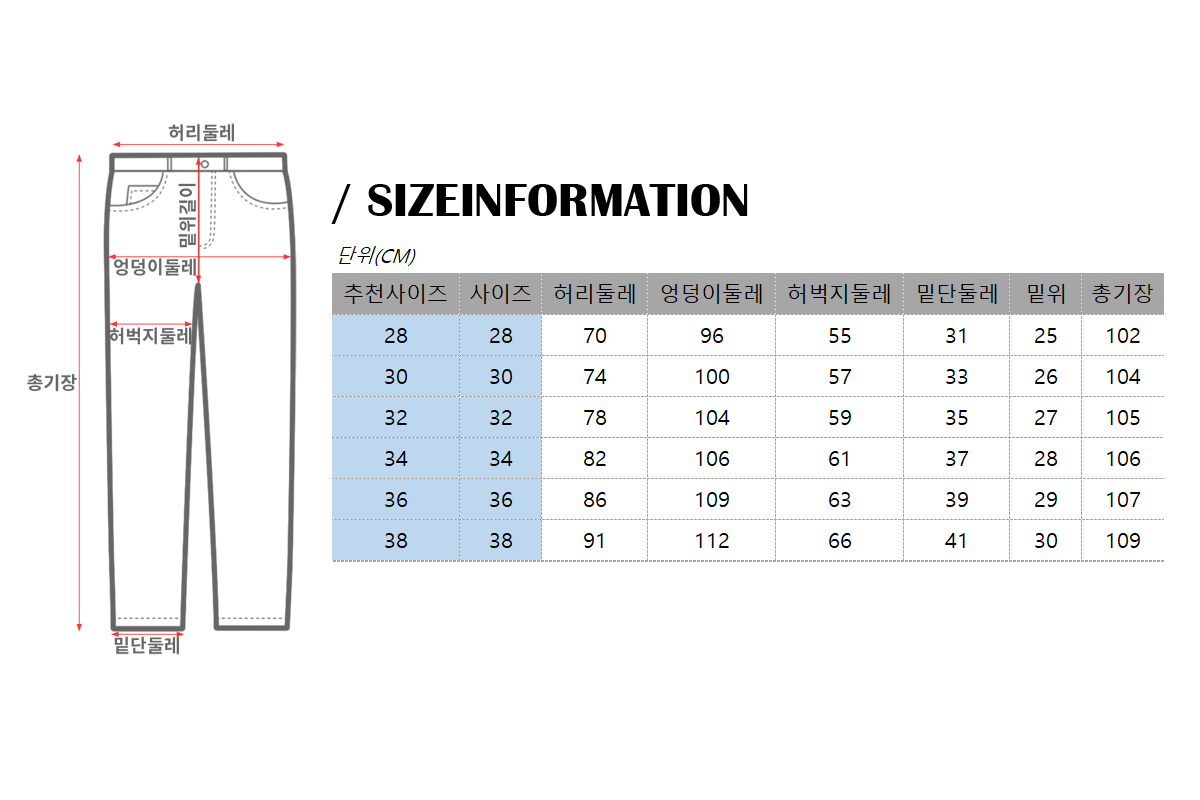 허리둘레
밑위길이
엉덩이둘레
허벅지둘레
총기장
밑단둘레
/ SIZEINFORMATION
단위(CM)
추천사이즈 사이즈 허리둘레 엉덩이둘레 허벅지둘레 밑단둘레 밑위 총기장
28 28 70 96 55 31 25 102
30 30 74 100 57 33 26 104
32 32 78 104 59 35 27 105
34 34 82 106 61 37 28 106
36 36 86 109 63 39 29 107
38 38 91 112 66 41 30 109